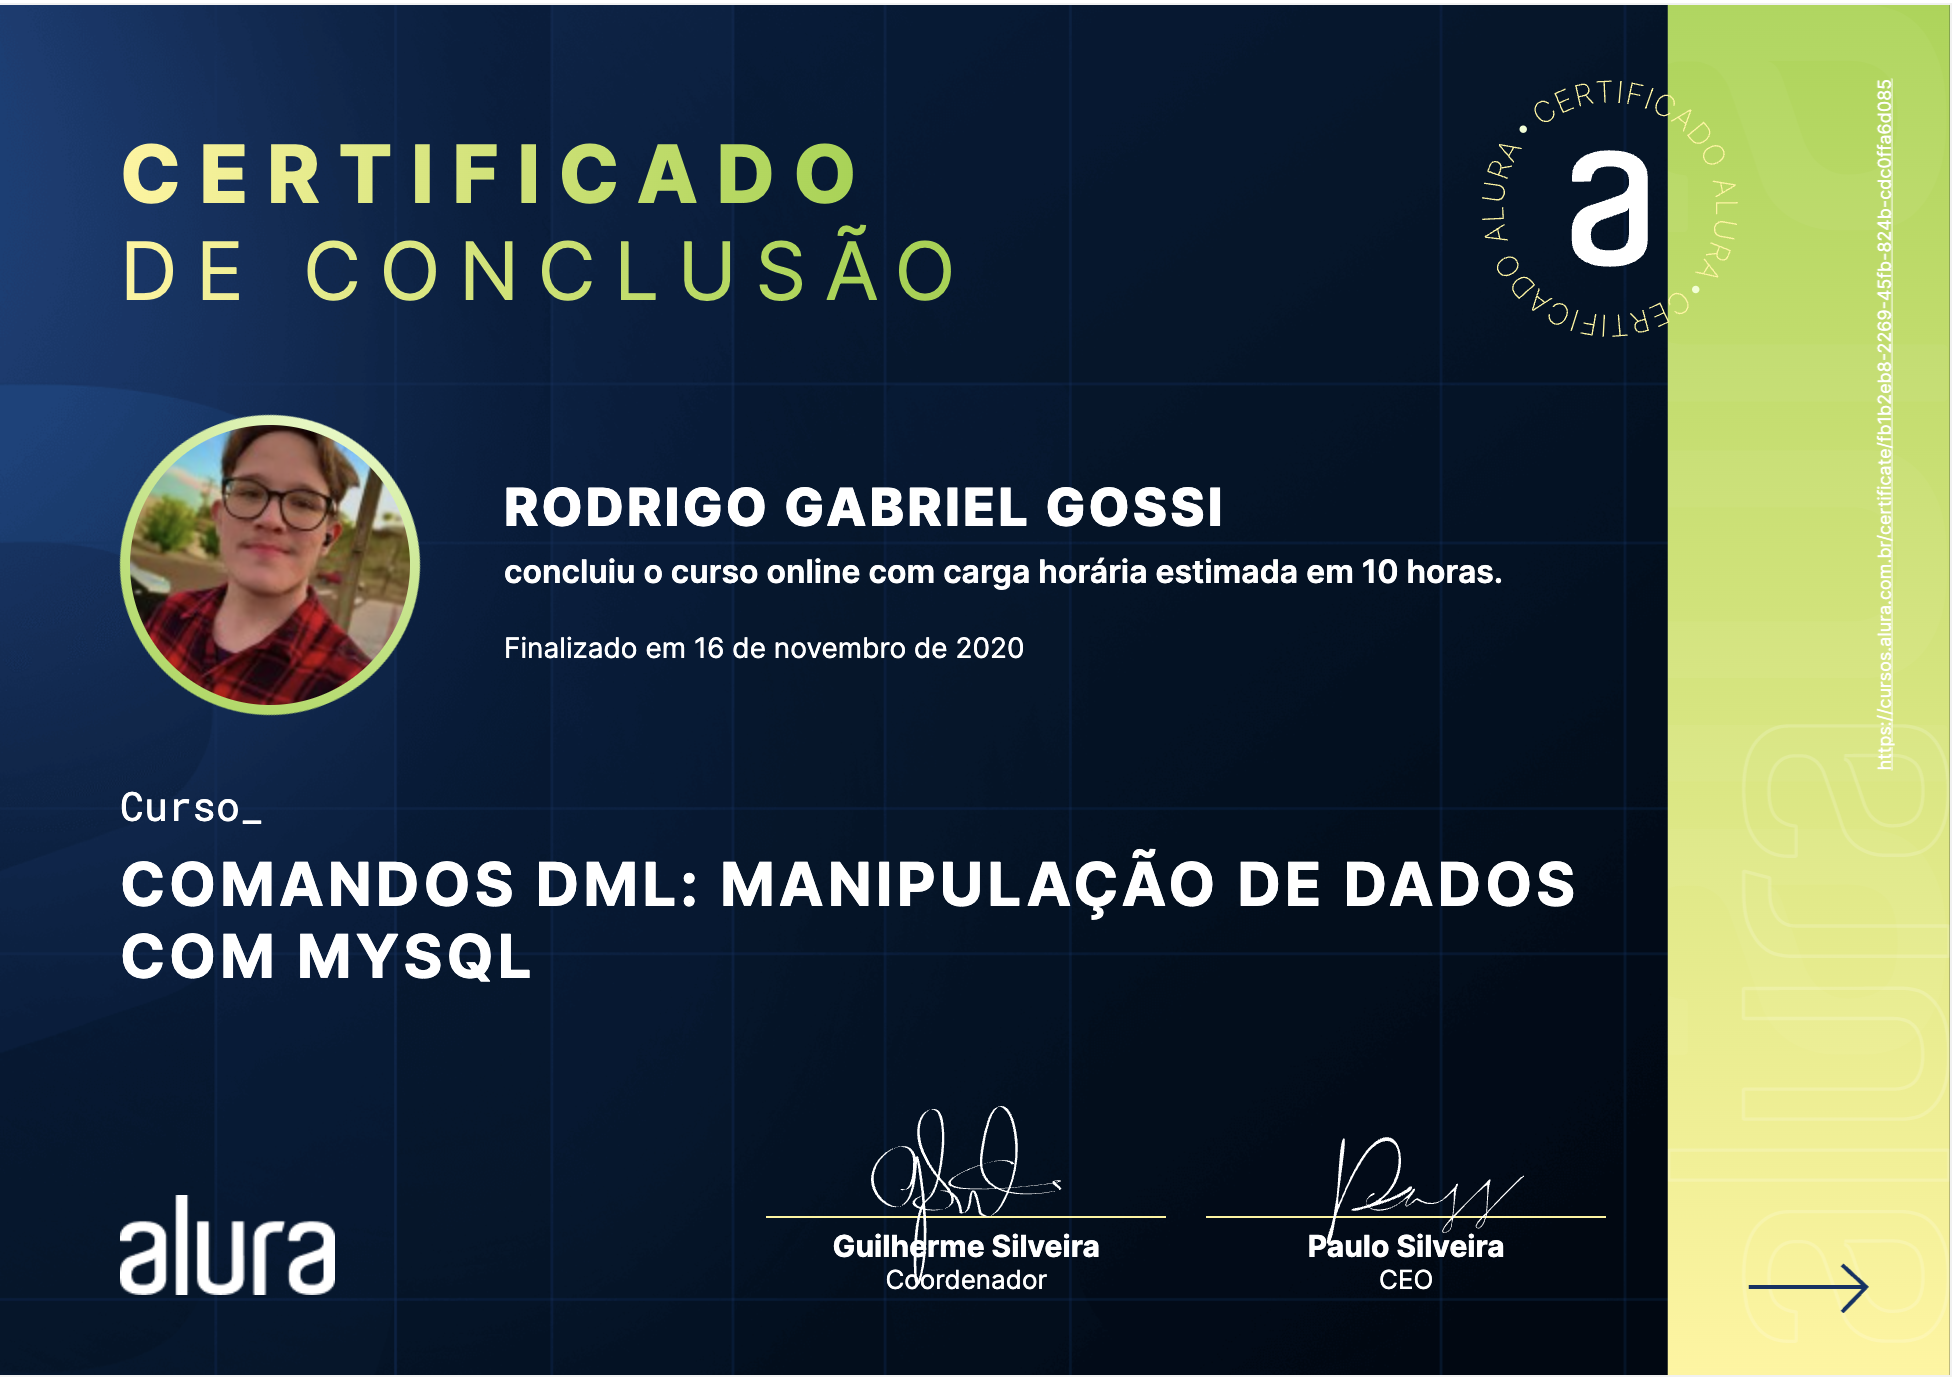 CERTIFICADO
DE CONCLUSÃO
CERTIFICADO ALURA • CERTIFICADO ALURA •
a
https://cursos.alura.com.br/certificate/fb1b2eb8-2269-45fb-824b-cdc0ffa6d085
RODRIGO GABRIEL GOSSI
concluiu o curso online com carga horária estimada em 10 horas.
Finalizado em 16 de novembro de 2020
Curso_
COMANDOS DML: MANIPULAÇÃO DE DADOS
COM MYSQL
alura
Guilherme Silveira
Coordenador
Paulo Silveira
CEO
alura